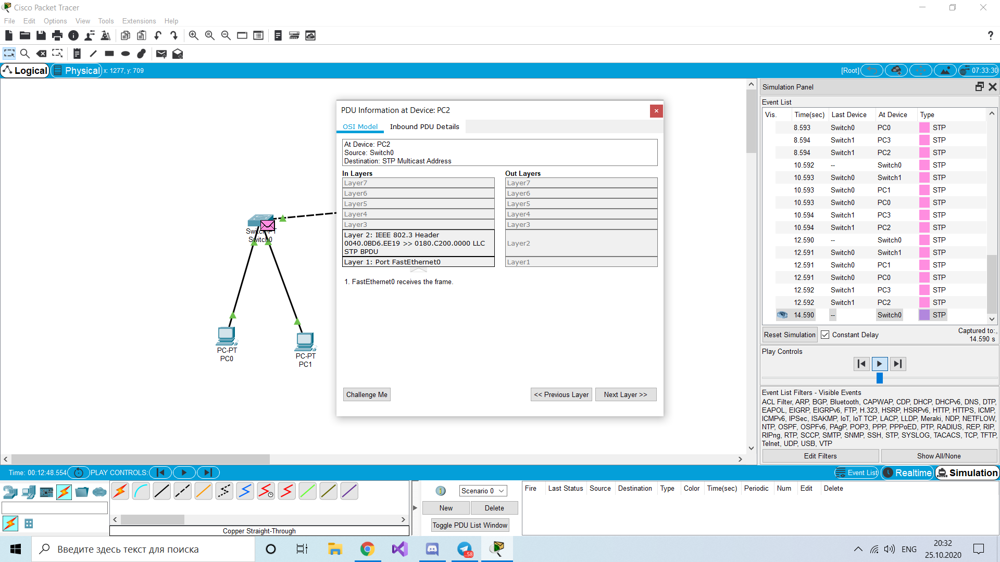 Cisco Packet Tracer
File Edit Options View Tools Extensions Help
?
Logical Physical x: 1277, y: 709 [Root] 07:33:30
Switch0
PC-PT
PC0
PC-PT
PC1
PDU Information at Device: PC2
OSI Model Inbound PDU Details
At Device: PC2
Source: Switch0
Destination: STP Multicast Address
In Layers Out Layers
Layer7 Layer7
Layer6 Layer6
Layer5 Layer5
Layer4 Layer4
Layer3 Layer3
Layer 2: IEEE 802.3 Header
0040.0BD6.EE19 >> 0180.C200.0000 LLC
STP BPDU
Layer2
Layer 1: Port FastEthernet0 Layer1
1. FastEthernet0 receives the frame.
Challenge Me << Previous Layer Next Layer >>
Simulation Panel
Event List
Vis. Time(sec) Last Device At Device Type
8.593 Switch0 PC0 STP
8.594 Switch1 PC3 STP
8.594 Switch1 PC2 STP
10.592 -- Switch0 STP
10.593 Switch0 Switch1 STP
10.593 Switch0 PC1 STP
10.593 Switch0 PC0 STP
10.594 Switch1 PC3 STP
10.594 Switch1 PC2 STP
12.590 -- Switch0 STP
12.591 Switch0 Switch1 STP
12.591 Switch0 PC1 STP
12.591 Switch0 PC0 STP
12.592 Switch1 PC3 STP
12.592 Switch1 PC2 STP
14.590 -- Switch0 STP
Reset Simulation Constant Delay Captured to:
14.590 s
Play Controls
Event List Filters - Visible Events
ACL Filter, ARP, BGP, Bluetooth, CAPWAP, CDP, DHCP, DHCPv6, DNS, DTP,
EAPOL, EIGRP, EIGRPv6, FTP, H.323, HSRP, HSRPv6, HTTP, HTTPS, ICMP,
ICMPv6, IPSec, ISAKMP, IoT, IoT TCP, LACP, LLDP, Meraki, NDP, NETFLOW,
NTP, OSPF, OSPFv6, PAgP, POP3, PPP, PPPoED, PTP, RADIUS, REP, RIP,
RIPng, RTP, SCCP, SMTP, SNMP, SSH, STP, SYSLOG, TACACS, TCP, TFTP,
Telnet, UDP, USB, VTP
Edit Filters Show All/None
Time: 00:12:48.554 PLAY CONTROLS: Event List Realtime Simulation
Copper Straight-Through
Scenario 0
New Delete
Toggle PDU List Window
Fire Last Status Source Destination Type Color Time(sec) Periodic Num Edit Delete
Введите здесь текст для поиска
..58
ENG
20:32
25.10.2020